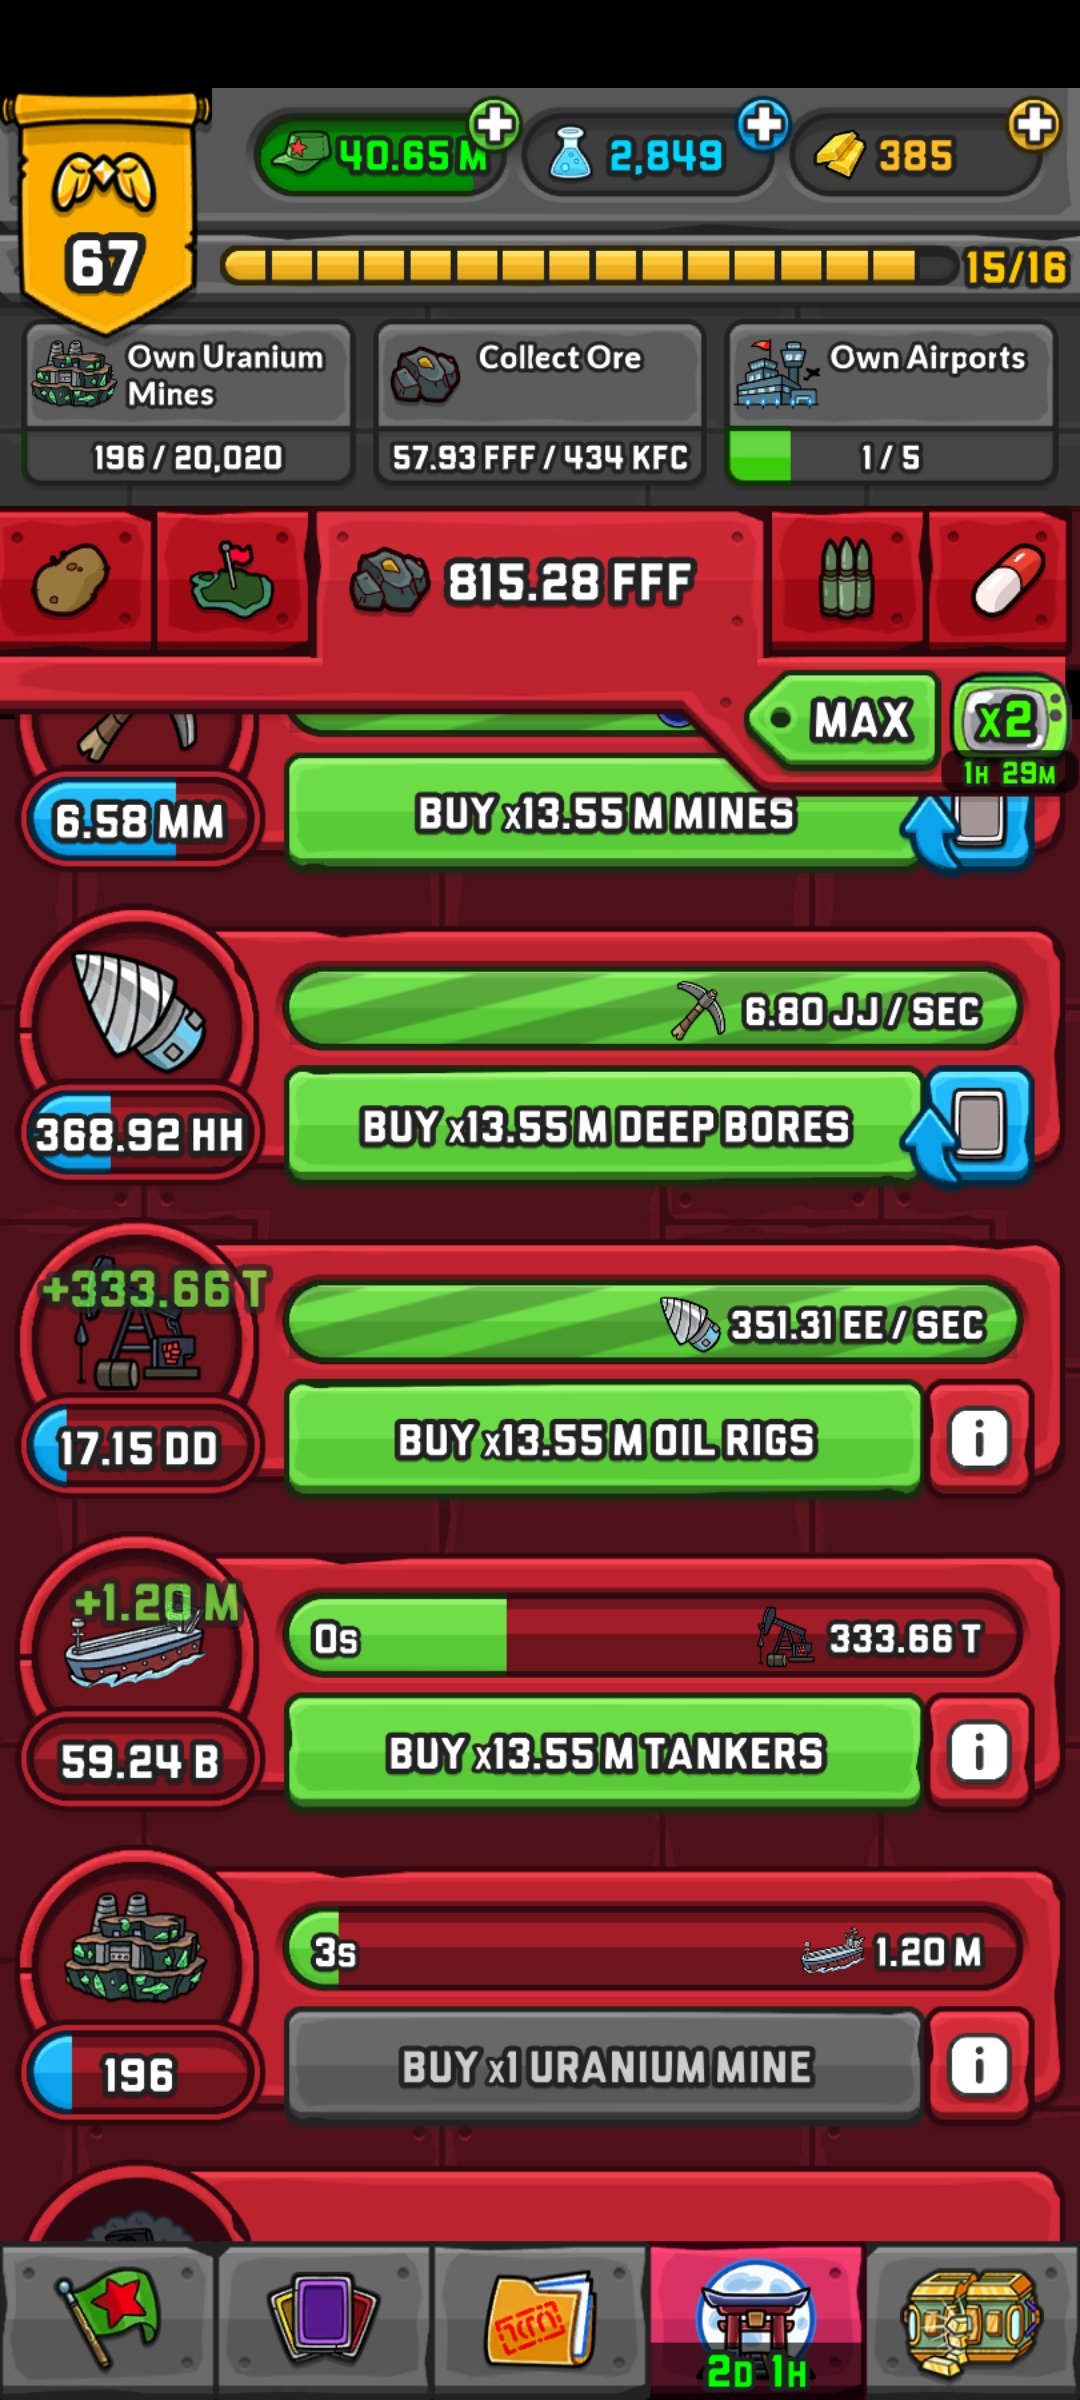 67
40.65 M
2,849
385
15/16
Own Uranium
Mines
196 / 20,020
Collect Ore
57.93 FFF / 434 KFC
Own Airports
1 / 5
815.28 FFF
MAX
x2
1H 29M
6.58 MM
BUY x13.55 M MINES
6.80 JJ / SEC
368.92 HH
BUY x13.55 M DEEP BORES
+333.66 T
351.31 EE / SEC
17.15 DD
BUY x13.55 M OIL RIGS
+1.20 M
0s
333.66 T
59.24 B
BUY x13.55 M TANKERS
3s
1.20 M
196
BUY x1 URANIUM MINE
2D 1H